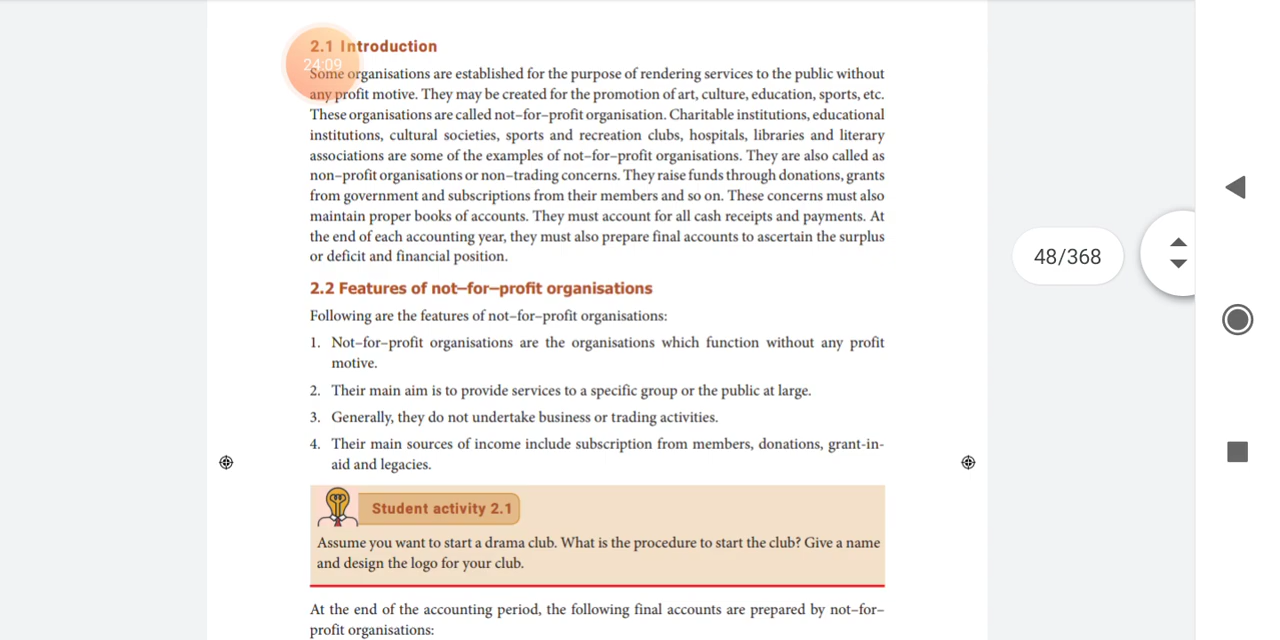 2.1 Introduction
24:09
Some organisations are established for the purpose of rendering services to the public without
any profit motive. They may be created for the promotion of art, culture, education, sports, etc.
These organisations are called not–for–profit organisation. Charitable institutions, educational
institutions, cultural societies, sports and recreation clubs, hospitals, libraries and literary
associations are some of the examples of not–for–profit organisations. They are also called as
non–profit organisations or non–trading concerns. They raise funds through donations, grants
from government and subscriptions from their members and so on. These concerns must also
maintain proper books of accounts. They must account for all cash receipts and payments. At
the end of each accounting year, they must also prepare final accounts to ascertain the surplus
or deficit and financial position.
48/368
2.2 Features of not–for–profit organisations
Following are the features of not–for–profit organisations:
1. Not–for–profit organisations are the organisations which function without any profit
motive.
2. Their main aim is to provide services to a specific group or the public at large.
3. Generally, they do not undertake business or trading activities.
4. Their main sources of income include subscription from members, donations, grant-in-
aid and legacies.
Student activity 2.1
Assume you want to start a drama club. What is the procedure to start the club? Give a name
and design the logo for your club.
At the end of the accounting period, the following final accounts are prepared by not–for–
profit organisations: